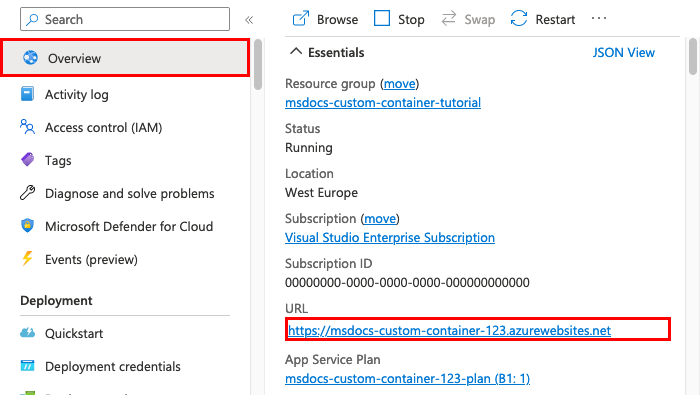 Search
«
Overview
Activity log
Access control (IAM)
Tags
Diagnose and solve problems
Microsoft Defender for Cloud
Events (preview)
Deployment
Quickstart
Deployment credentials
Browse
Stop
Swap
Restart
···
Essentials
JSON View
Resource group (move)
msdocs-custom-container-tutorial
Status
Running
Location
West Europe
Subscription (move)
Visual Studio Enterprise Subscription
Subscription ID
00000000-0000-0000-0000-000000000000
URL
https://msdocs-custom-container-123.azurewebsites.net
App Service Plan
msdocs-custom-container-123-plan (B1: 1)